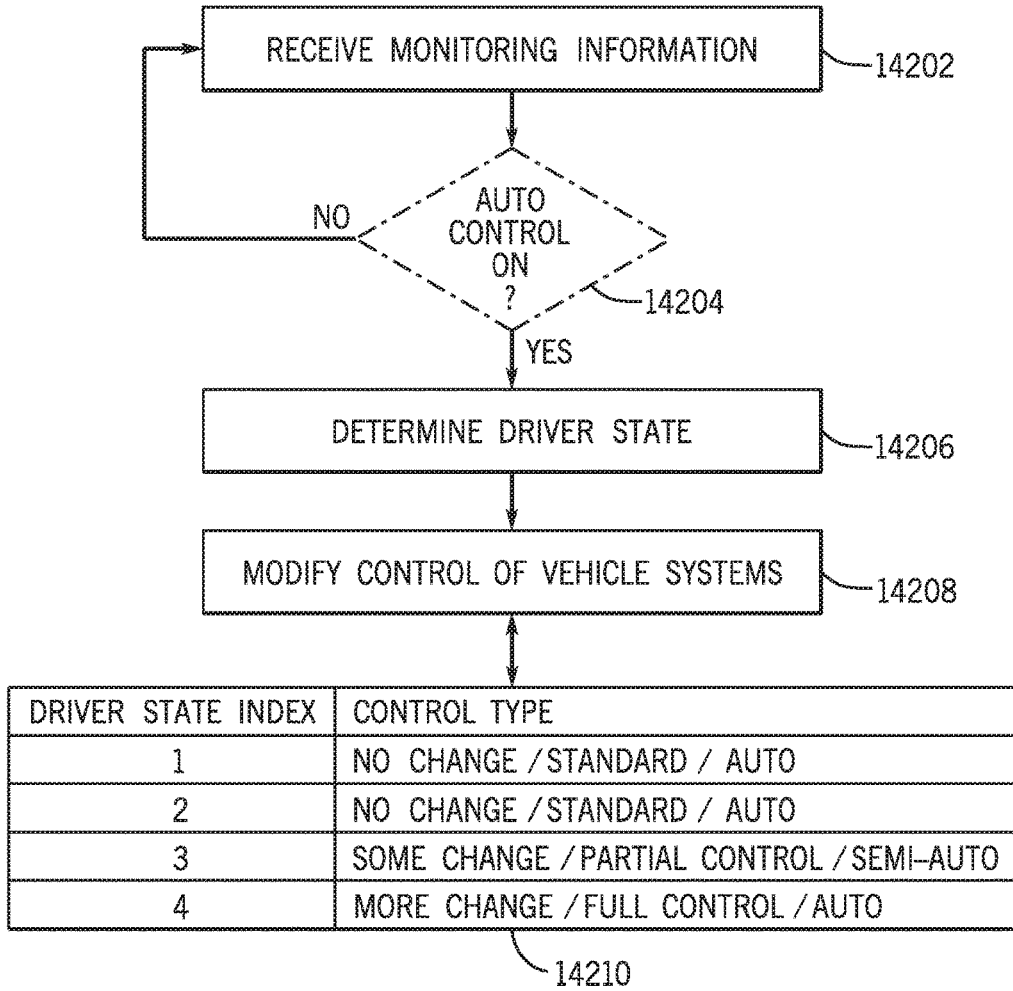 RECEIVE MONITORING INFORMATION
14202
AUTO
CONTROL
ON
?
NO
14204
YES
DETERMINE DRIVER STATE
14206
MODIFY CONTROL OF VEHICLE SYSTEMS
14208
DRIVER STATE INDEX CONTROL TYPE
1 NO CHANGE / STANDARD / AUTO
2 NO CHANGE / STANDARD / AUTO
3 SOME CHANGE / PARTIAL CONTROL / SEMI-AUTO
4 MORE CHANGE / FULL CONTROL / AUTO
14210